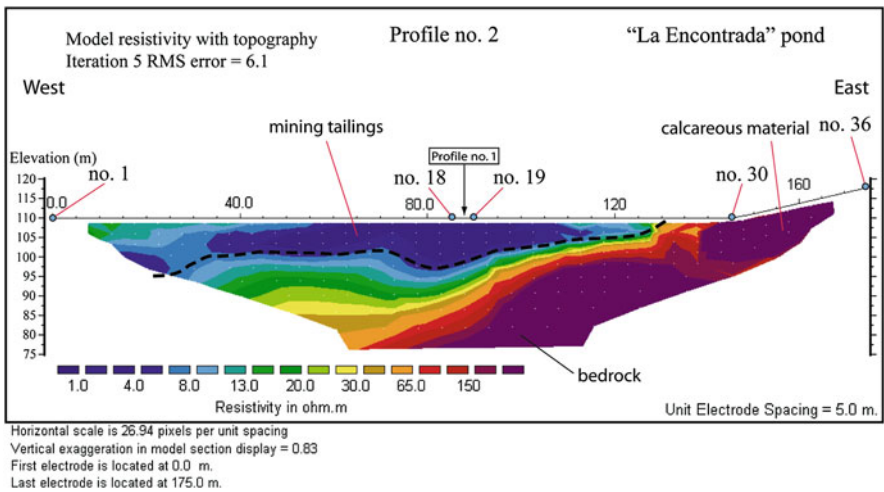 Model resistivity with topography
Iteration 5 RMS error = 6.1
Profile no. 2
“La Encontrada” pond
West
East
mining tailings
calcareous material
no. 36
Elevation (m)
no. 1
Profile no. 1
no. 18
no. 19
no. 30
120
115
110
105
100
95
90
85
80
75
0.0
40.0
80.0
120
160
bedrock
1.0 4.0 8.0 13.0 20.0 30.0 65.0 150
Resistivity in ohm.m
Unit Electrode Spacing = 5.0 m.
Horizontal scale is 26.94 pixels per unit spacing
Vertical exaggeration in model section display = 0.83
First electrode is located at 0.0 m.
Last electrode is located at 175.0 m.